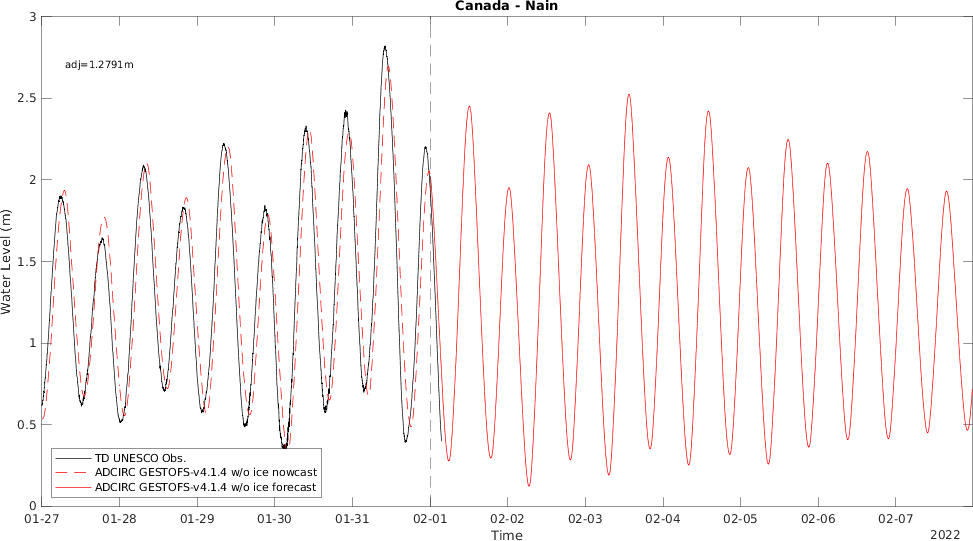 Canada - Nain
3
adj=1.2791m
2.5
2
1.5
1
0.5
0
Water Level (m)
TD UNESCO Obs.
ADCIRC GESTOFS-v4.1.4 w/o ice nowcast
ADCIRC GESTOFS-v4.1.4 w/o ice forecast
01-27 01-28 01-29 01-30 01-31 02-01 02-02 02-03 02-04 02-05 02-06 02-07
Time
2022